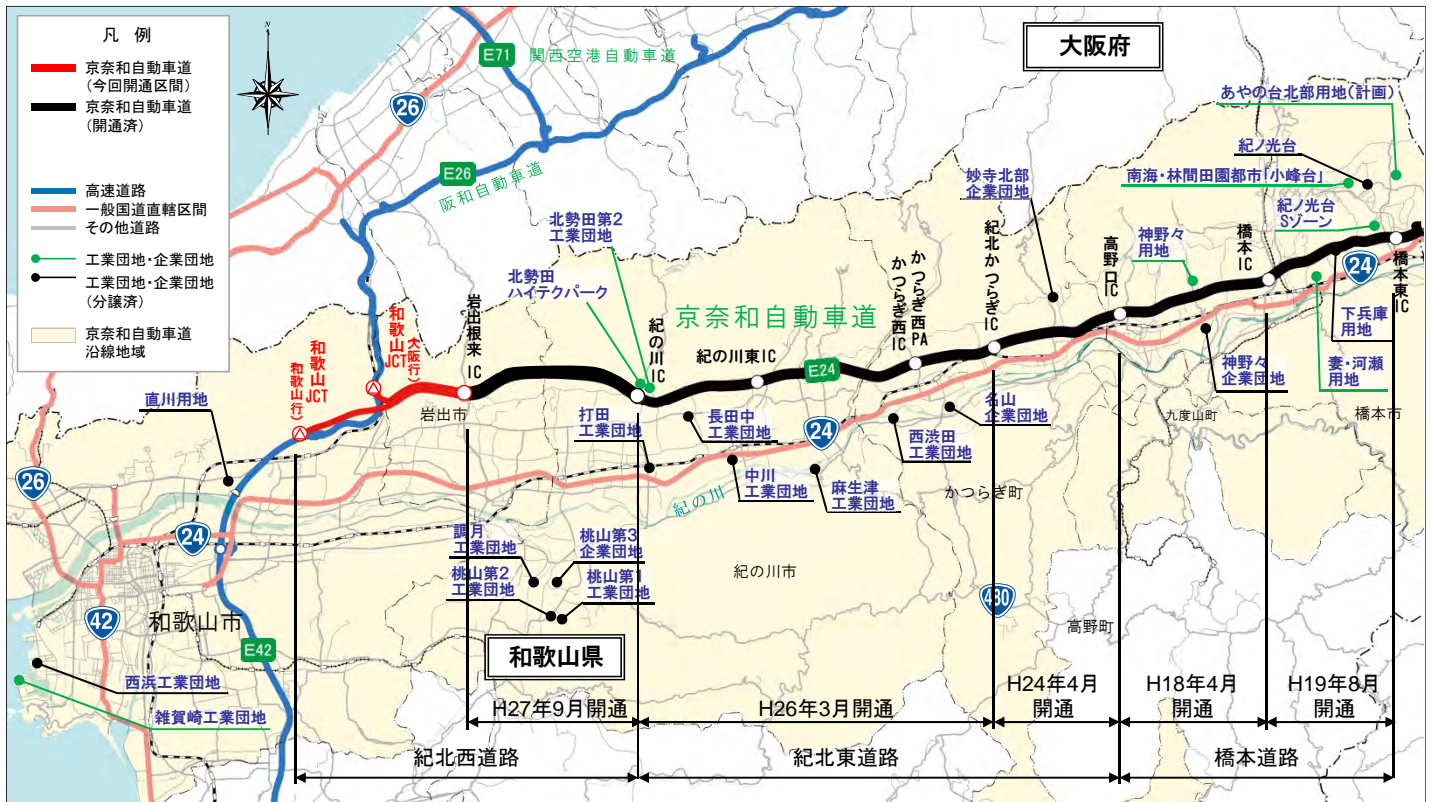 凡 例
京奈和自動車道
(今回開通区間)
京奈和自動車道
(開通済)
高速道路
一般国道直轄区間
その他道路
工業団地・企業団地
工業団地・企業団地
(分譲済)
京奈和自動車道
沿線地域
N
E71
関西空港自動車道
大阪府
26
E26
阪和自動車道
あやの台北部用地(計画)
紀ノ光台
南海・林間田園都市「小峰台」
紀ノ光台
Sゾーン
妙寺北部
企業団地
北勢田第2
工業団地
北勢田
ハイテクパーク
神野々
用地
橋本IC
高野口IC
紀北かつらぎIC
かつらぎ西PA
かつらぎ西IC
24
橋本東IC
下兵庫
用地
京奈和自動車道
E24
紀の川東IC
紀の川IC
岩出根来IC
和歌山JCT
(大阪行)
和歌山JCT
(和歌山行)
直川用地
岩出市
打田
工業団地
長田中
工業団地
中川
工業団地
麻生津
工業団地
24
西渋田
工業団地
名山
企業団地
神野々
企業団地
妻・河瀬
用地
九度山町
橋本市
かつらぎ町
紀の川
26
24
調月
工業団地
桃山第3
企業団地
桃山第2
工業団地
桃山第1
工業団地
紀の川市
480
高野町
42
和歌山市
E42
和歌山県
西浜工業団地
雑賀崎工業団地
H27年9月開通
H26年3月開通
H24年4月
開通
H18年4月
開通
H19年8月
開通
紀北西道路
紀北東道路
橋本道路